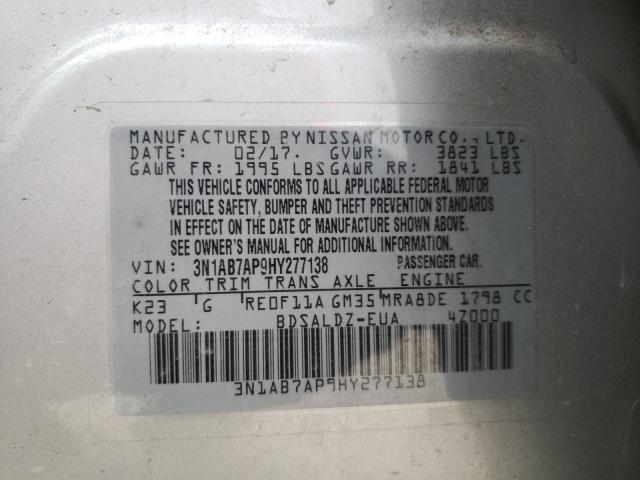 MANUFACTURED BY NISSAN MOTOR CO., LTD.
DATE: 02/17. GVWR: 3823 LBS
GAWR FR: 1995 LBS GAWR RR: 1841 LBS
THIS VEHICLE CONFORMS TO ALL APPLICABLE FEDERAL MOTOR
VEHICLE SAFETY, BUMPER AND THEFT PREVENTION STANDARDS
IN EFFECT ON THE DATE OF MANUFACTURE SHOWN ABOVE.
SEE OWNER'S MANUAL FOR ADDITIONAL INFORMATION.
VIN: 3N1AB7AP9HY277138 PASSENGER CAR.
COLOR TRIM TRANS AXLE ENGINE
K23 G RE0F11A GM35 MRA8DE 1798 CC
MODEL: BDSALDZ-EUA 4Z000
3N1AB7AP9HY277138